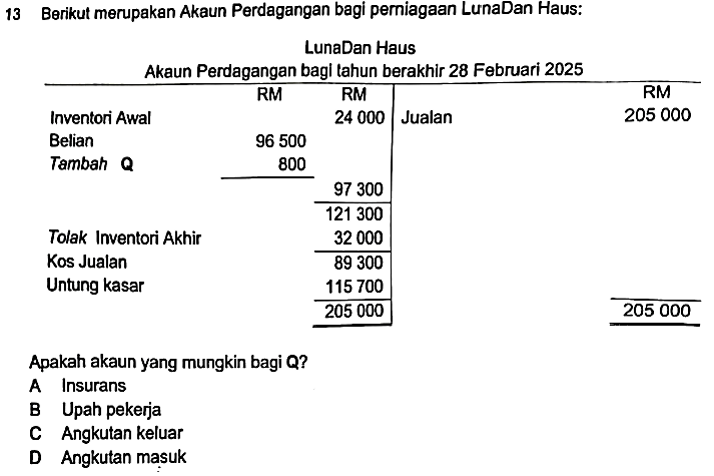 13 Berikut merupakan Akaun Perdagangan bagi perniagaan LunaDan Haus:
LunaDan Haus
Akaun Perdagangan bagi tahun berakhir 28 Februari 2025
RM RM RM
Inventori Awal 24 000 Jualan 205 000
Belian 96 500
Tambah Q 800
97 300
121 300
Tolak Inventori Akhir 32 000
Kos Jualan 89 300
Untung kasar 115 700
205 000 205 000
Apakah akaun yang mungkin bagi Q?
A Insurans
B Upah pekerja
C Angkutan keluar
D Angkutan masuk